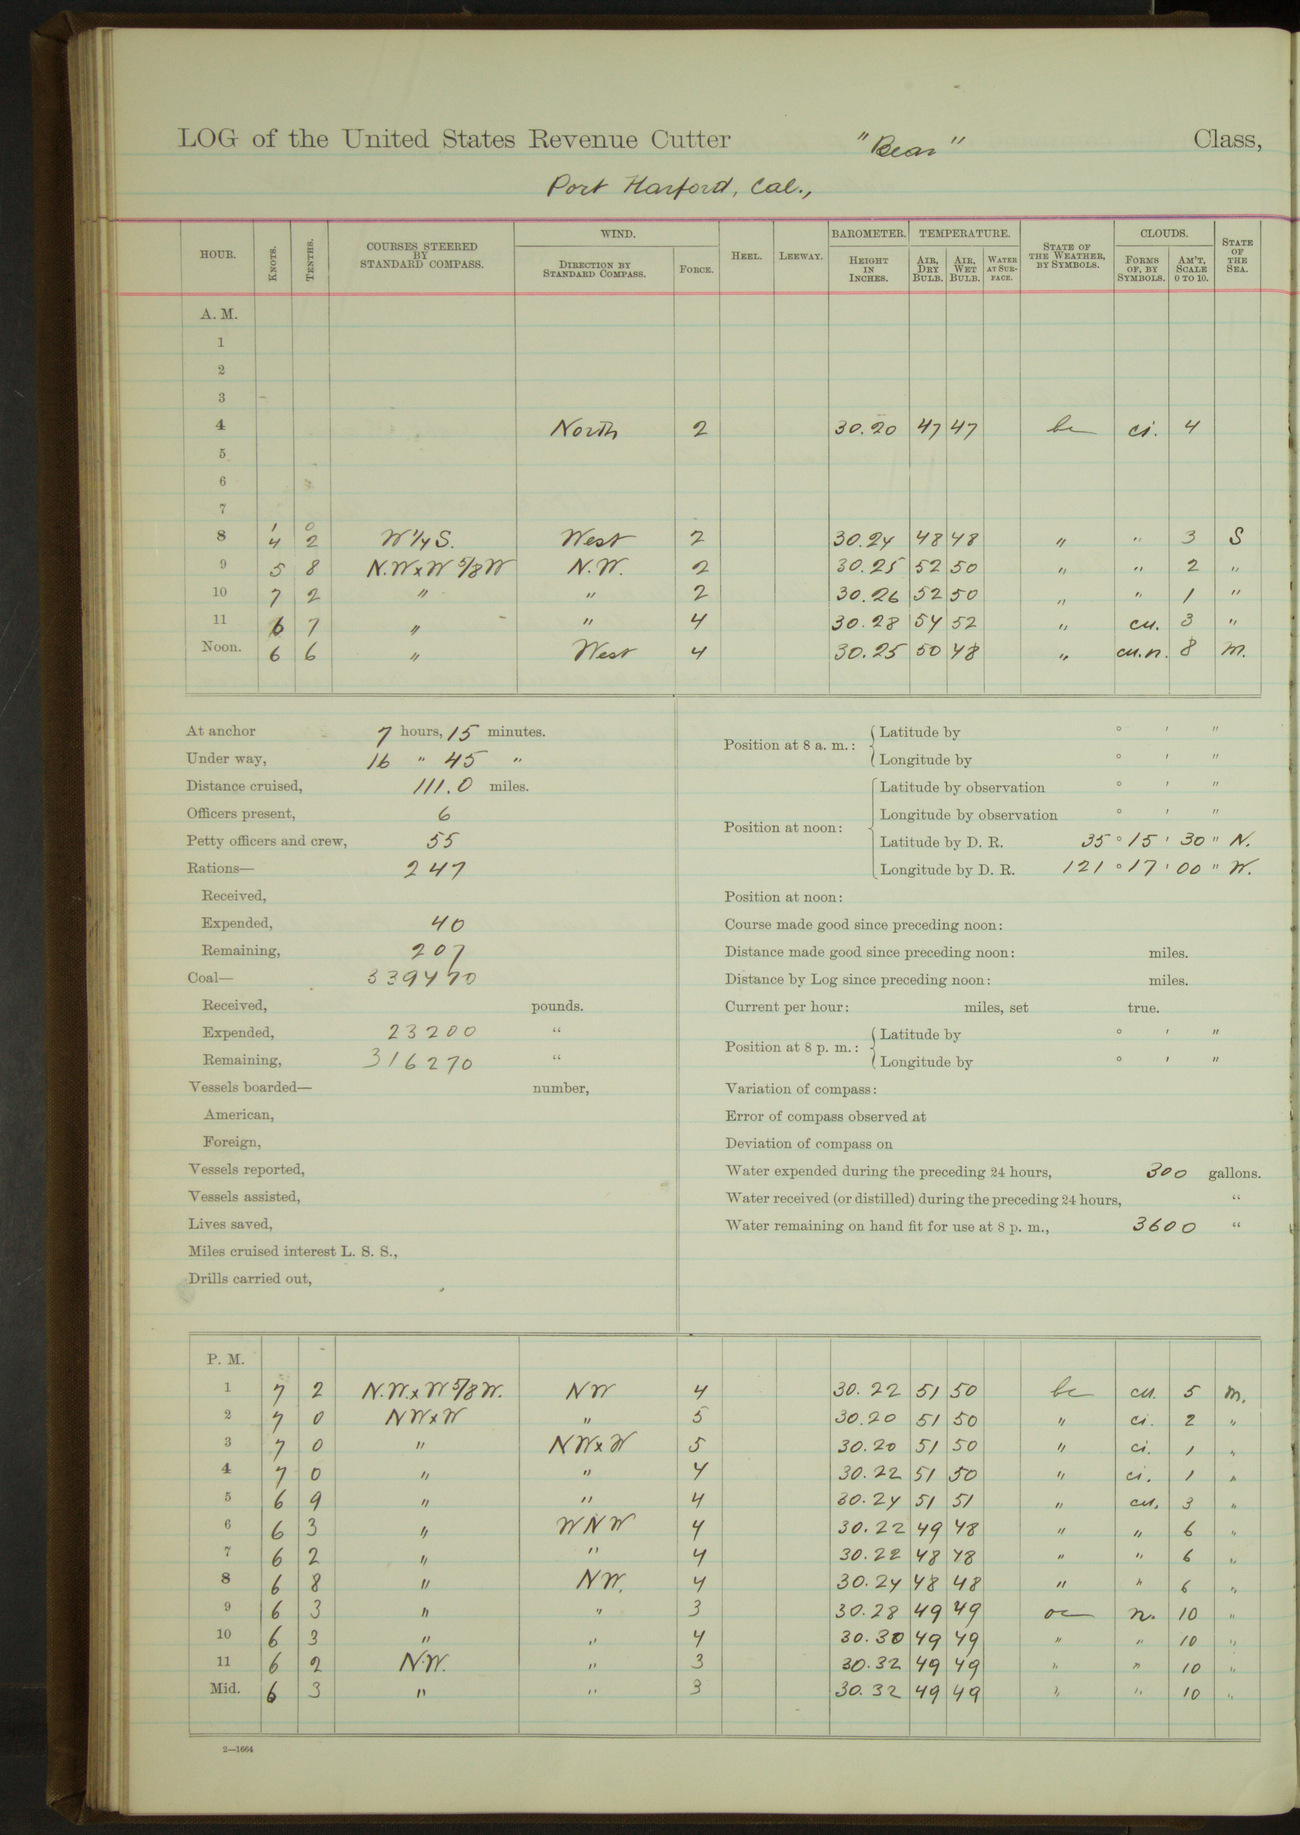 LOG of the United States Revenue Cutter "Bear" Class,
Port Harford, Cal.,
HOUR. KNOTS. TENTHS. COURSES STEERED BY STANDARD COMPASS. WIND. DIRECTION BY STANDARD COMPASS. FORCE. HEEL. LEEWAY. BAROMETER. HEIGHT IN INCHES. TEMPERATURE. AIR, DRY BULB. AIR, WET BULB. WATER AT SURFACE. STATE OF THE WEATHER, BY SYMBOLS. CLOUDS. FORMS OF, BY SYMBOLS. AM'T, SCALE 0 TO 10. STATE OF THE SEA.
A. M.
1
2
3
4 North 2 30.20 47 47 bc ci. 4
5
6
7
1 0
8 4 2 W 1/4 S. West 2 30.24 48 48 " " 3 S
9 5 8 N.W x W 5/8 W N.W. 2 30.25 52 50 " " 2 "
10 7 2 " " 2 30.26 52 50 " " 1 "
11 6 7 " " 4 30.28 54 52 " cu. 3 "
Noon. 6 6 " West 4 30.25 50 48 " cu.n. 8 m.
At anchor 7 hours, 15 minutes.
Under way, 16 " 45 "
Distance cruised, 111.0 miles.
Officers present, 6
Petty officers and crew, 55
Rations— 247
Received,
Expended, 40
Remaining, 207
Coal— 339470
Received, pounds.
Expended, 23200 "
Remaining, 316270 "
Vessels boarded— number,
American,
Foreign,
Vessels reported,
Vessels assisted,
Lives saved,
Miles cruised interest L. S. S.,
Drills carried out,
Position at 8 a. m.: Latitude by ° ' "
Longitude by ° ' "
Position at noon: Latitude by observation ° ' "
Longitude by observation ° ' "
Latitude by D. R. 35 ° 15 ' 30 " N.
Longitude by D. R. 121 ° 17 ' 00 " W.
Position at noon:
Course made good since preceding noon:
Distance made good since preceding noon: miles.
Distance by Log since preceding noon: miles.
Current per hour: miles, set true.
Position at 8 p. m.: Latitude by ° ' "
Longitude by ° ' "
Variation of compass:
Error of compass observed at
Deviation of compass on
Water expended during the preceding 24 hours, 300 gallons.
Water received (or distilled) during the preceding 24 hours, "
Water remaining on hand fit for use at 8 p. m., 3600 "
P. M.
1 7 2 N.W. x W 5/8 W. NW 4 30.22 51 50 bc cu. 5 m.
2 7 0 NW x W " 5 30.20 51 50 " ci. 2 "
3 7 0 " NW x W 5 30.20 51 50 " ci. 1 "
4 7 0 " " 4 30.22 51 50 " ci. 1 "
5 6 9 " " 4 30.24 51 51 " cu. 3 "
6 6 3 " WNW 4 30.22 49 48 " " 6 "
7 6 2 " " 4 30.22 48 48 " " 6 "
8 6 8 " NW. 4 30.24 48 48 " " 6 "
9 6 3 " " 3 30.28 49 49 oc n. 10 "
10 6 3 " " 4 30.30 49 49 " " 10 "
11 6 2 N.W. " 3 30.32 49 49 " " 10 "
Mid. 6 3 " " 3 30.32 49 49 " " 10 "
2—1664